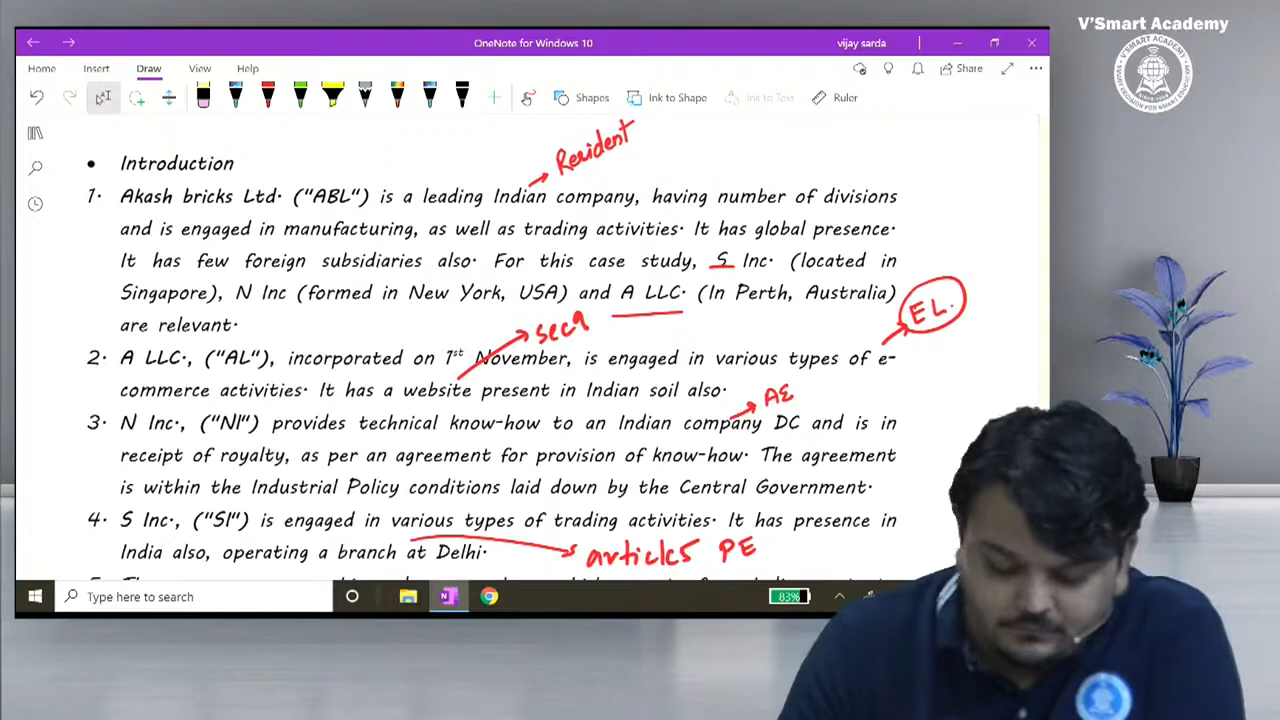 V'Smart Academy
OneNote for Windows 10
vijay sarda
Home Insert Draw View Help
Share
Shapes
Ink to Shape
Ink to Text
Ruler
Resident
• Introduction
1. Akash bricks Ltd. ("ABL") is a leading Indian company, having number of divisions
and is engaged in manufacturing, as well as trading activities. It has global presence.
It has few foreign subsidiaries also. For this case study, S Inc. (located in
Singapore), N Inc (formed in New York, USA) and A LLC. (In Perth, Australia)
are relevant.
EL.
sec9
2. A LLC., ("AL"), incorporated on 1st November, is engaged in various types of e-
commerce activities. It has a website present in Indian soil also.
AE
3. N Inc., ("NI") provides technical know-how to an Indian company DC and is in
receipt of royalty, as per an agreement for provision of know-how. The agreement
is within the Industrial Policy conditions laid down by the Central Government.
4. S Inc., ("SI") is engaged in various types of trading activities. It has presence in
India also, operating a branch at Delhi.
article5 PE
Type here to search
83%